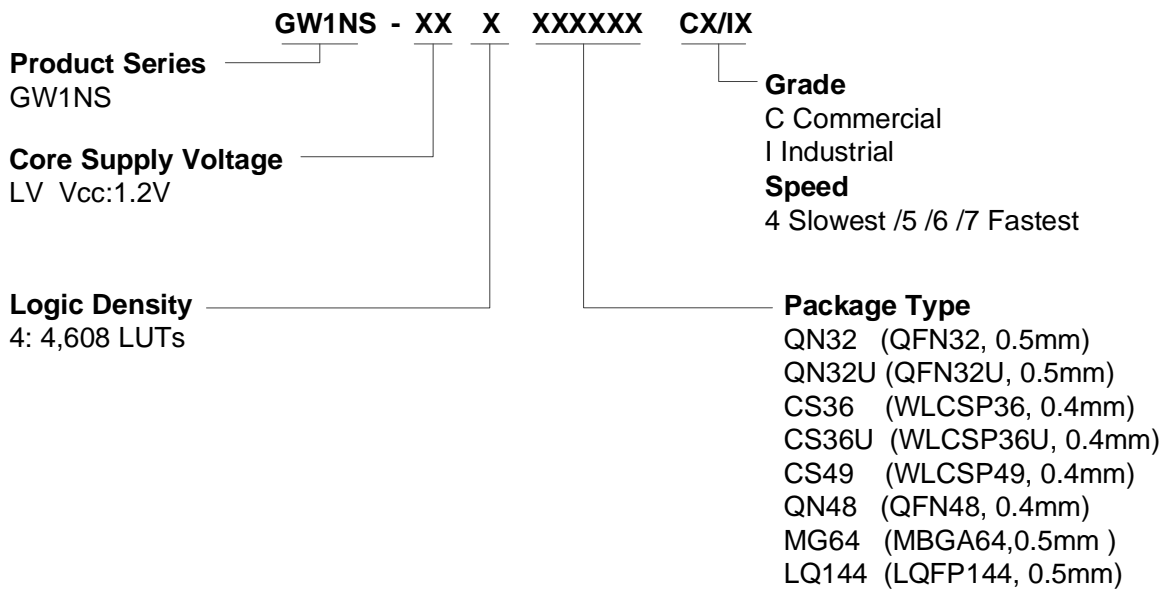 GW1NS - XX X XXXXXX CX/IX
Product Series
GW1NS
Core Supply Voltage
LV Vcc:1.2V
Logic Density
4: 4,608 LUTs
Grade
C Commercial
I Industrial
Speed
4 Slowest /5 /6 /7 Fastest
Package Type
QN32 (QFN32, 0.5mm)
QN32U (QFN32U, 0.5mm)
CS36 (WLCSP36, 0.4mm)
CS36U (WLCSP36U, 0.4mm)
CS49 (WLCSP49, 0.4mm)
QN48 (QFN48, 0.4mm)
MG64 (MBGA64,0.5mm )
LQ144 (LQFP144, 0.5mm)